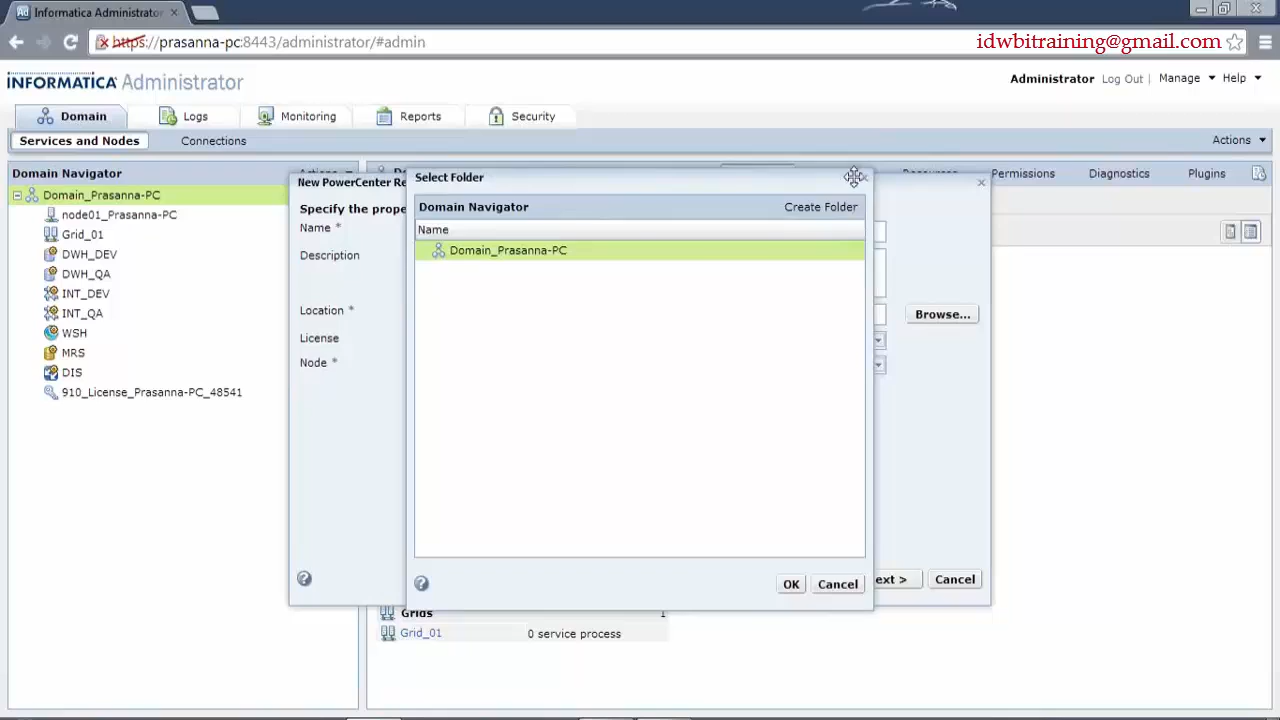 Informatica Administrator
https://prasanna-pc:8443/administrator/#admin
idwbitraining@gmail.com
INFORMATICA Administrator
Administrator Log Out Manage Help
Domain Logs Monitoring Reports Security
Services and Nodes Connections Actions
Domain Navigator
Permissions Diagnostics Plugins
Domain_Prasanna-PC
node01_Prasanna-PC
Grid_01
DWH_DEV
DWH_QA
INT_DEV
INT_QA
WSH
MRS
DIS
910_License_Prasanna-PC_48541
New PowerCenter Re
Specify the prope
Name *
Description
Location *
License
Node *
Browse...
ext >
Cancel
Select Folder
Domain Navigator Create Folder
Name
Domain_Prasanna-PC
OK Cancel
Grids 1
Grid_01 0 service process